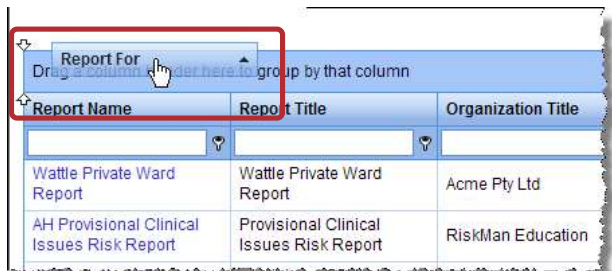 Report For
Drag a column header here to group by that column
Report Name Report Title Organization Title
Wattle Private Ward Report Wattle Private Ward Report Acme Pty Ltd
AH Provisional Clinical Issues Risk Report Provisional Clinical Issues Risk Report RiskMan Education